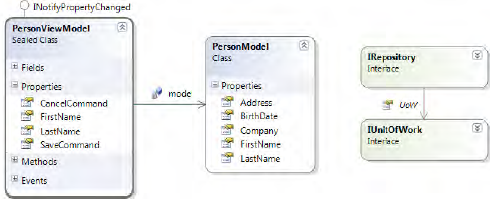 INotifyPropertyChanged
PersonViewModel
Sealed Class
Fields
Properties
CancelCommand
FirstName
LastName
SaveCommand
Methods
Events
mode
PersonModel
Class
Properties
Address
BirthDate
Company
FirstName
LastName
IRepository
Interface
UoW
IUnitOfWork
Interface